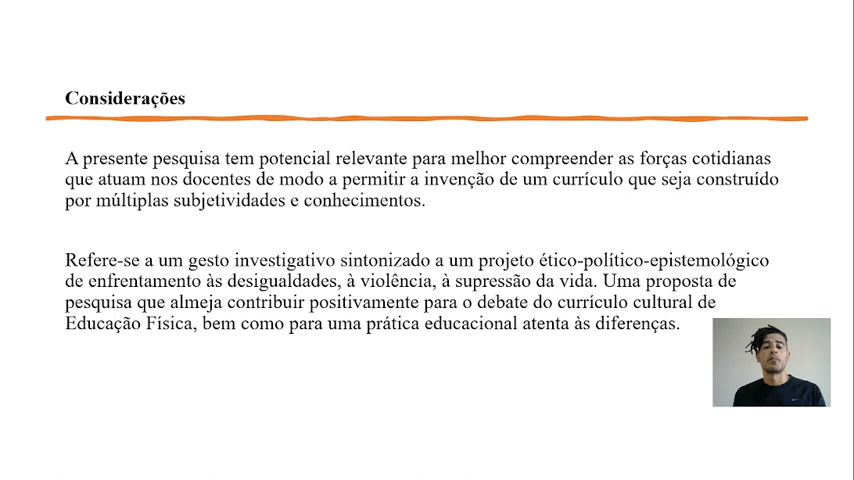 Considerações
A presente pesquisa tem potencial relevante para melhor compreender as forças cotidianas
que atuam nos docentes de modo a permitir a invenção de um currículo que seja construído
por múltiplas subjetividades e conhecimentos.
Refere-se a um gesto investigativo sintonizado a um projeto ético-político-epistemológico
de enfrentamento às desigualdades, à violência, à supressão da vida. Uma proposta de
pesquisa que almeja contribuir positivamente para o debate do currículo cultural de
Educação Física, bem como para uma prática educacional atenta às diferenças.